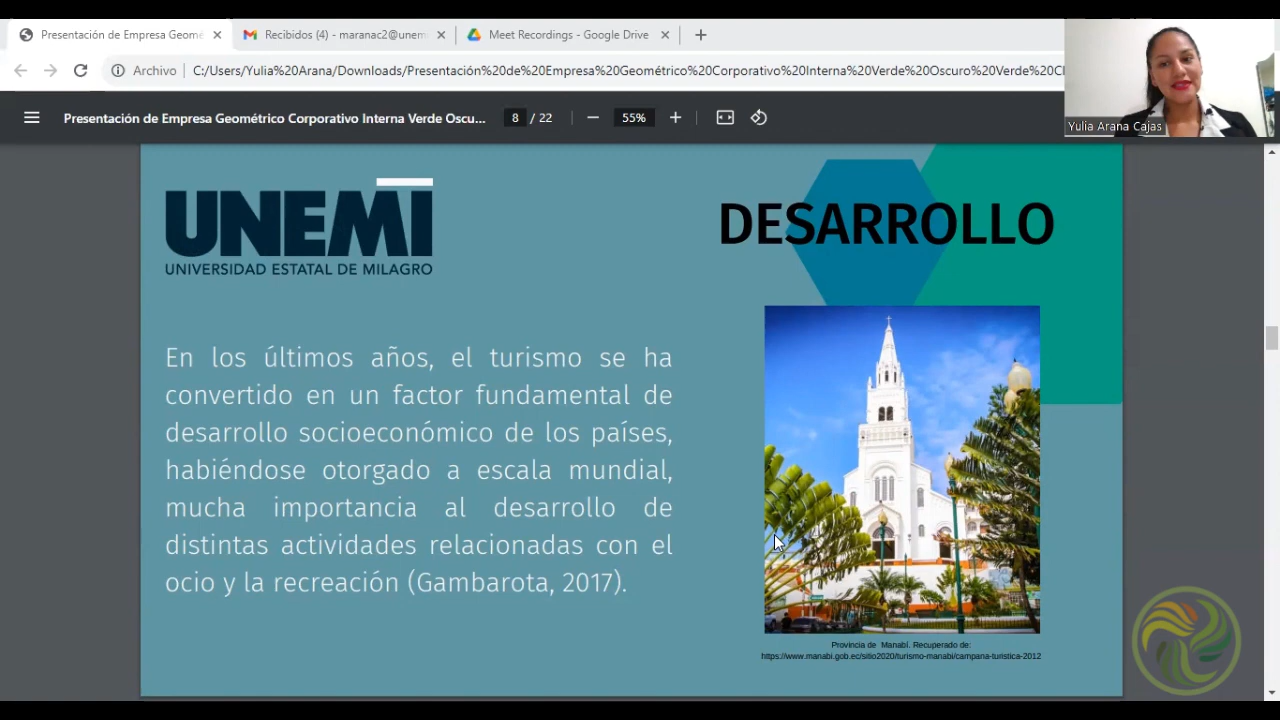 Presentación de Empresa Geomé
Recibidos (4) - maranac2@unem
Meet Recordings - Google Drive
Archivo
C:/Users/Yulia%20Arana/Downloads/Presentación%20de%20Empresa%20Geométrico%20Corporativo%20Interna%20Verde%20Oscuro%20Verde%20Cl
Presentación de Empresa Geométrico Corporativo Interna Verde Oscu...
8 / 22
55%
Yulia Arana Cajas
UNEMI
UNIVERSIDAD ESTATAL DE MILAGRO
DESARROLLO
En los últimos años, el turismo se ha
convertido en un factor fundamental de
desarrollo socioeconómico de los países,
habiéndose otorgado a escala mundial,
mucha importancia al desarrollo de
distintas actividades relacionadas con el
ocio y la recreación (Gambarota, 2017).
Provincia de Manabí. Recuperado de:
https://www.manabi.gob.ec/sitio2020/turismo-manabi/campana-turistica-2012